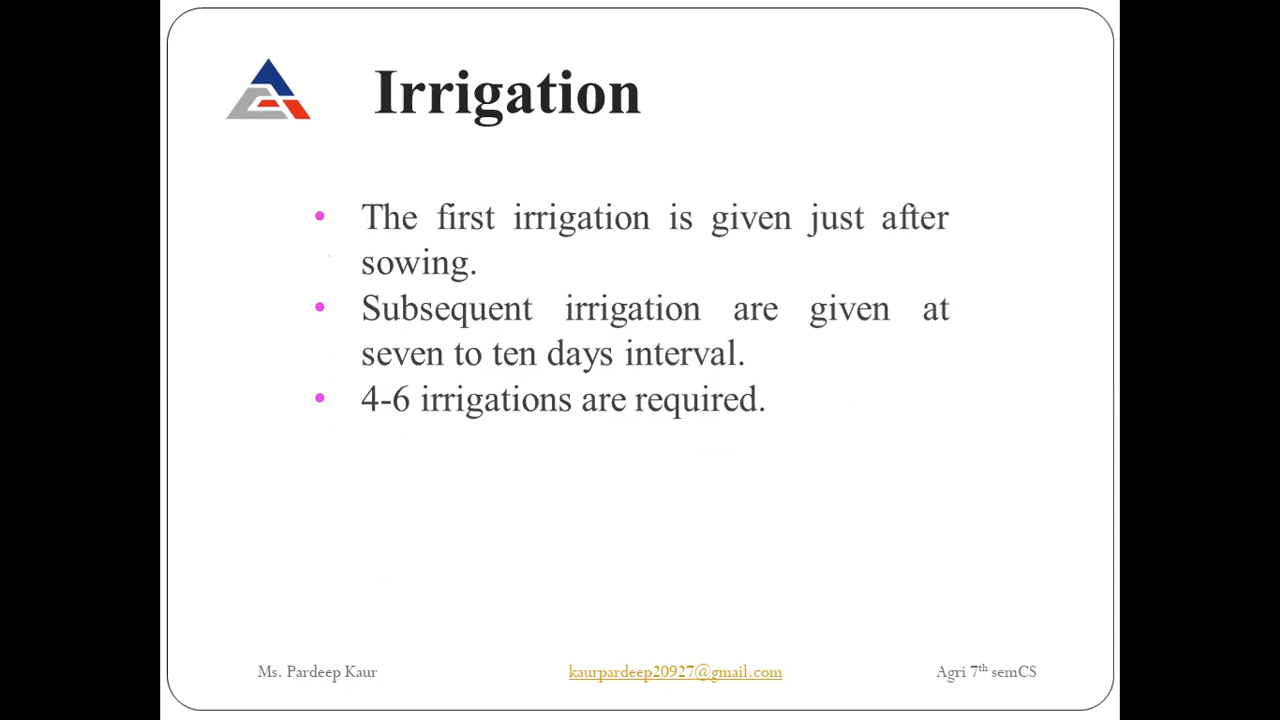 Irrigation
• The first irrigation is given just after
sowing.
• Subsequent irrigation are given at
seven to ten days interval.
• 4-6 irrigations are required.
Ms. Pardeep Kaur kaurpardeep20927@gmail.com Agri 7th semCS